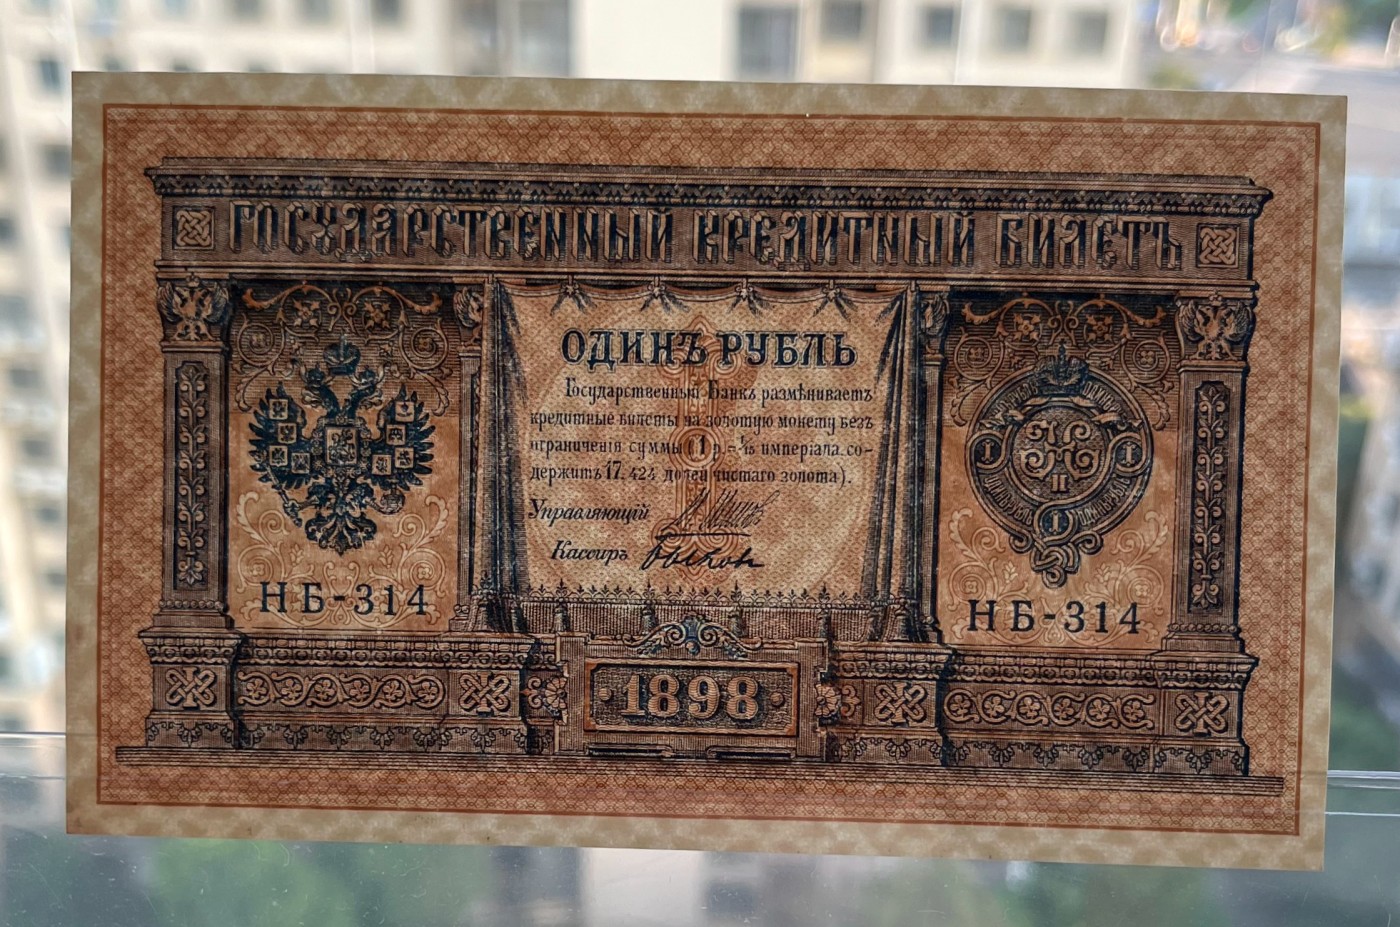 ГОСУДАРСТВЕННЫЙ КРЕДИТНЫЙ БИЛЕТЪ
ОДИНЪ РУБЛЬ
Государственный Банкъ размѣниваетъ
кредитные билеты на золотую монету безъ
ограниченія суммы (1 р. = 1/15 имперіала, со-
держитъ 17,424 долей чистаго золота).
Управляющій
Кассиръ Быковъ
НБ-314
НБ-314
1898